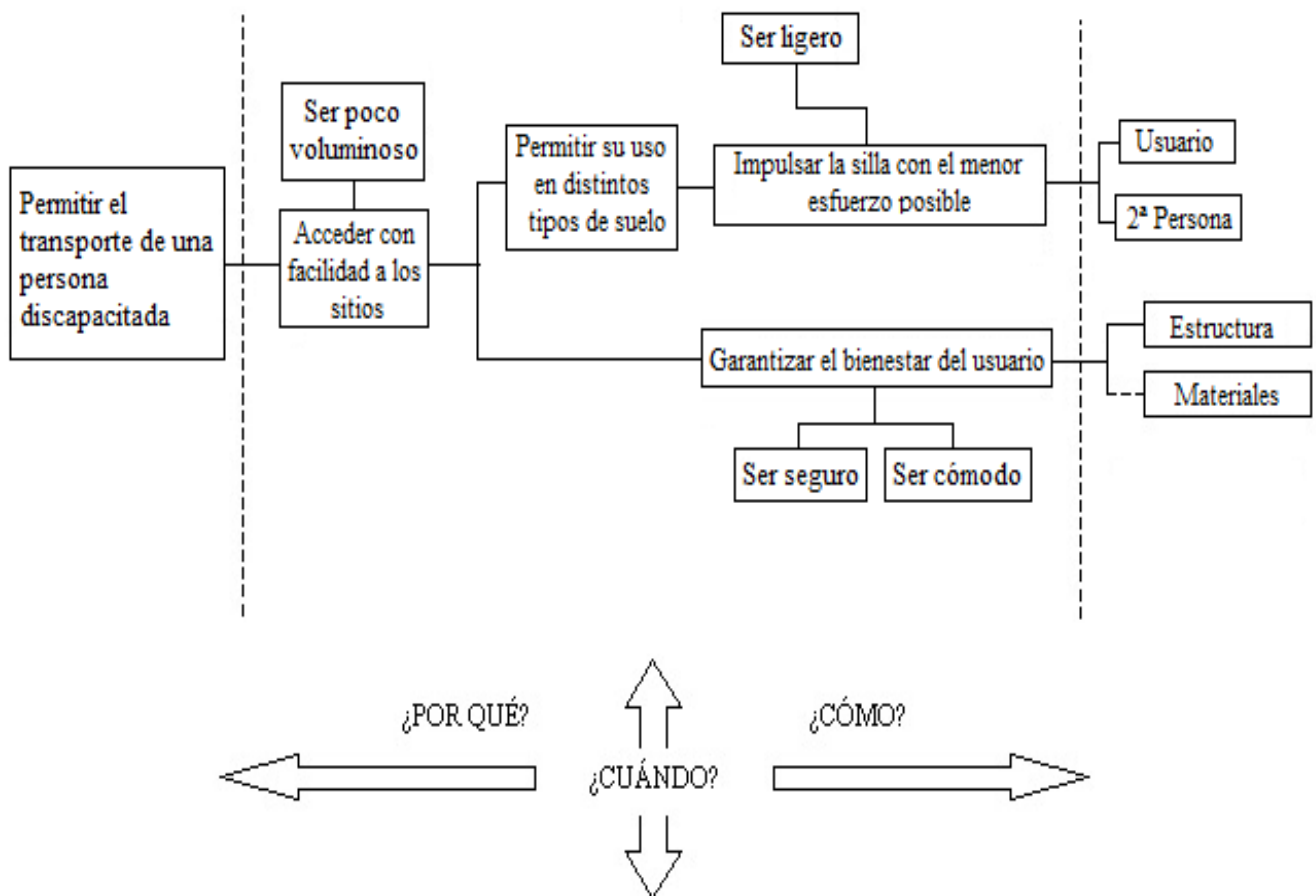 Ser ligero
Ser poco
voluminoso
Permitir el
transporte de una
persona
discapacitada
Acceder con
facilidad a los
sitios
Permitir su uso
en distintos
tipos de suelo
Impulsar la silla con el menor
esfuerzo posible
Usuario
2ª Persona
Garantizar el bienestar del usuario
Estructura
Materiales
Ser seguro
Ser cómodo
¿POR QUÉ?
¿CÓMO?
¿CUÁNDO?